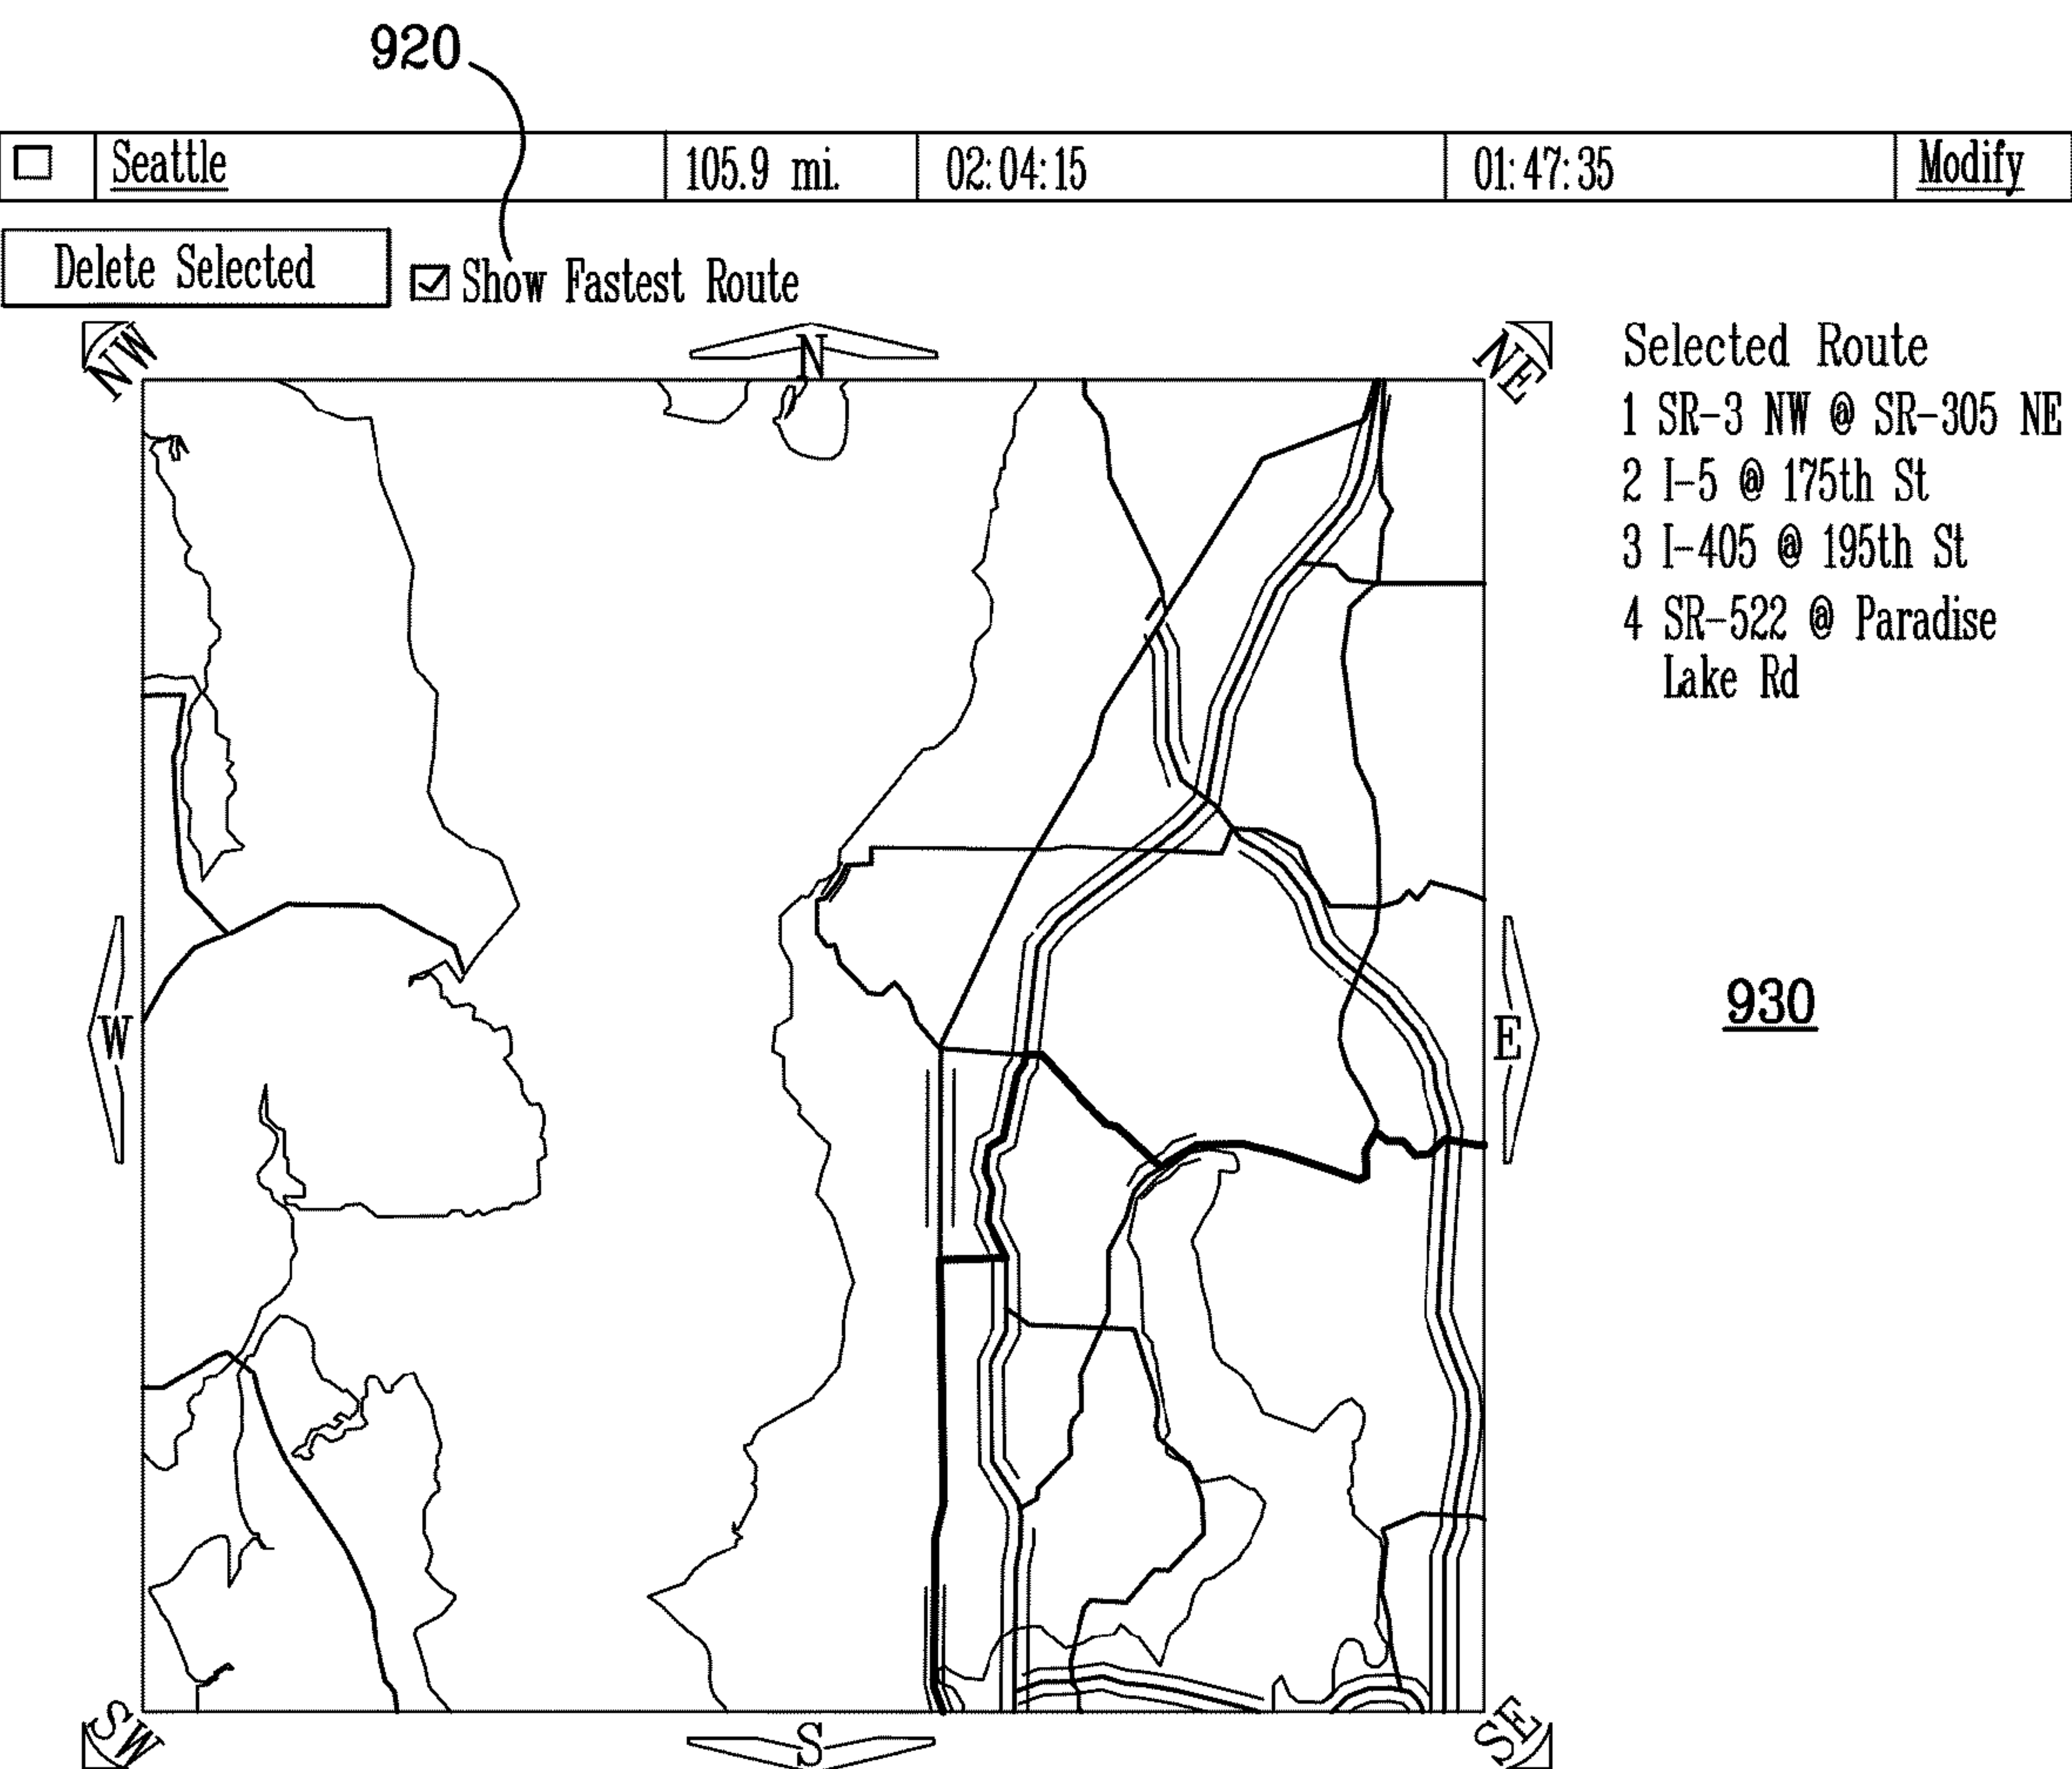 920
Seattle 105.9 mi. 02:04:15 01:47:35 Modify
Delete Selected Show Fastest Route
NW N NE
Selected Route
1 SR-3 NW @ SR-305 NE
2 I-5 @ 175th St
3 I-405 @ 195th St
4 SR-522 @ Paradise
Lake Rd
W E
930
SW S SE